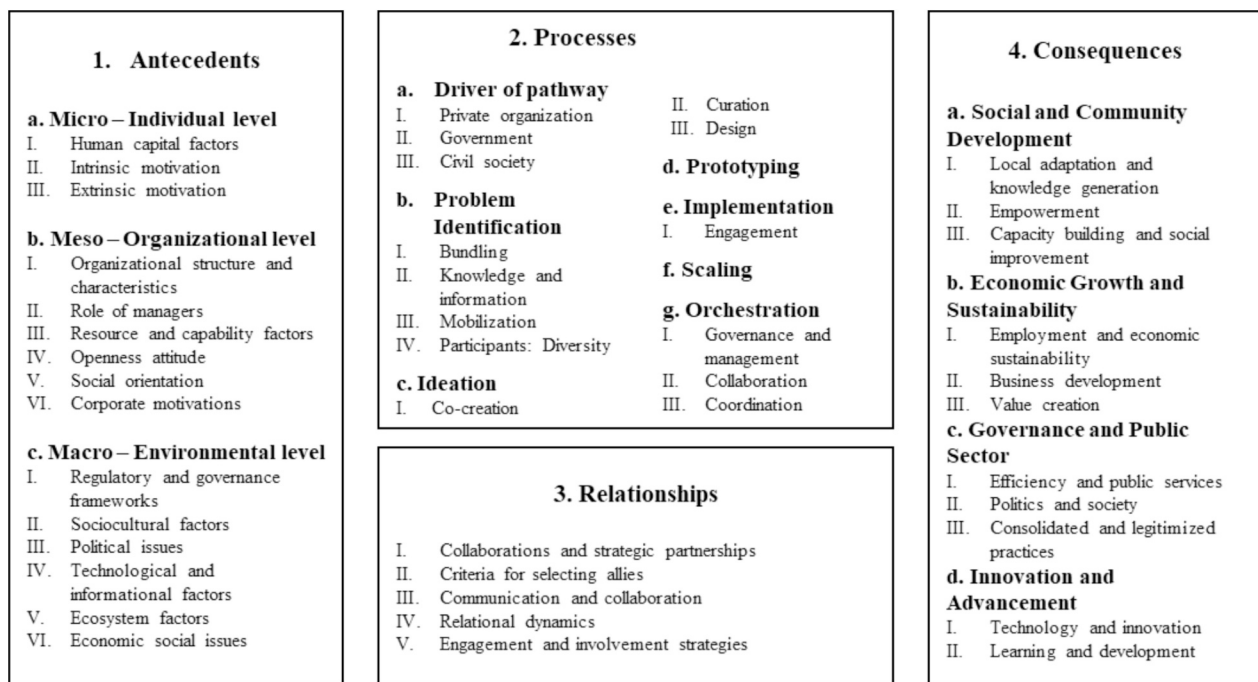 1. Antecedents
a. Micro – Individual level
I. Human capital factors
II. Intrinsic motivation
III. Extrinsic motivation
b. Meso – Organizational level
I. Organizational structure and
characteristics
II. Role of managers
III. Resource and capability factors
IV. Openness attitude
V. Social orientation
VI. Corporate motivations
c. Macro – Environmental level
I. Regulatory and governance
frameworks
II. Sociocultural factors
III. Political issues
IV. Technological and
informational factors
V. Ecosystem factors
VI. Economic social issues
2. Processes
a. Driver of pathway
I. Private organization
II. Government
III. Civil society
b. Problem
Identification
I. Bundling
II. Knowledge and
information
III. Mobilization
IV. Participants: Diversity
c. Ideation
I. Co-creation
II. Curation
III. Design
d. Prototyping
e. Implementation
I. Engagement
f. Scaling
g. Orchestration
I. Governance and
management
II. Collaboration
III. Coordination
3. Relationships
I. Collaborations and strategic partnerships
II. Criteria for selecting allies
III. Communication and collaboration
IV. Relational dynamics
V. Engagement and involvement strategies
4. Consequences
a. Social and Community
Development
I. Local adaptation and
knowledge generation
II. Empowerment
III. Capacity building and social
improvement
b. Economic Growth and
Sustainability
I. Employment and economic
sustainability
II. Business development
III. Value creation
c. Governance and Public
Sector
I. Efficiency and public services
II. Politics and society
III. Consolidated and legitimized
practices
d. Innovation and
Advancement
I. Technology and innovation
II. Learning and development